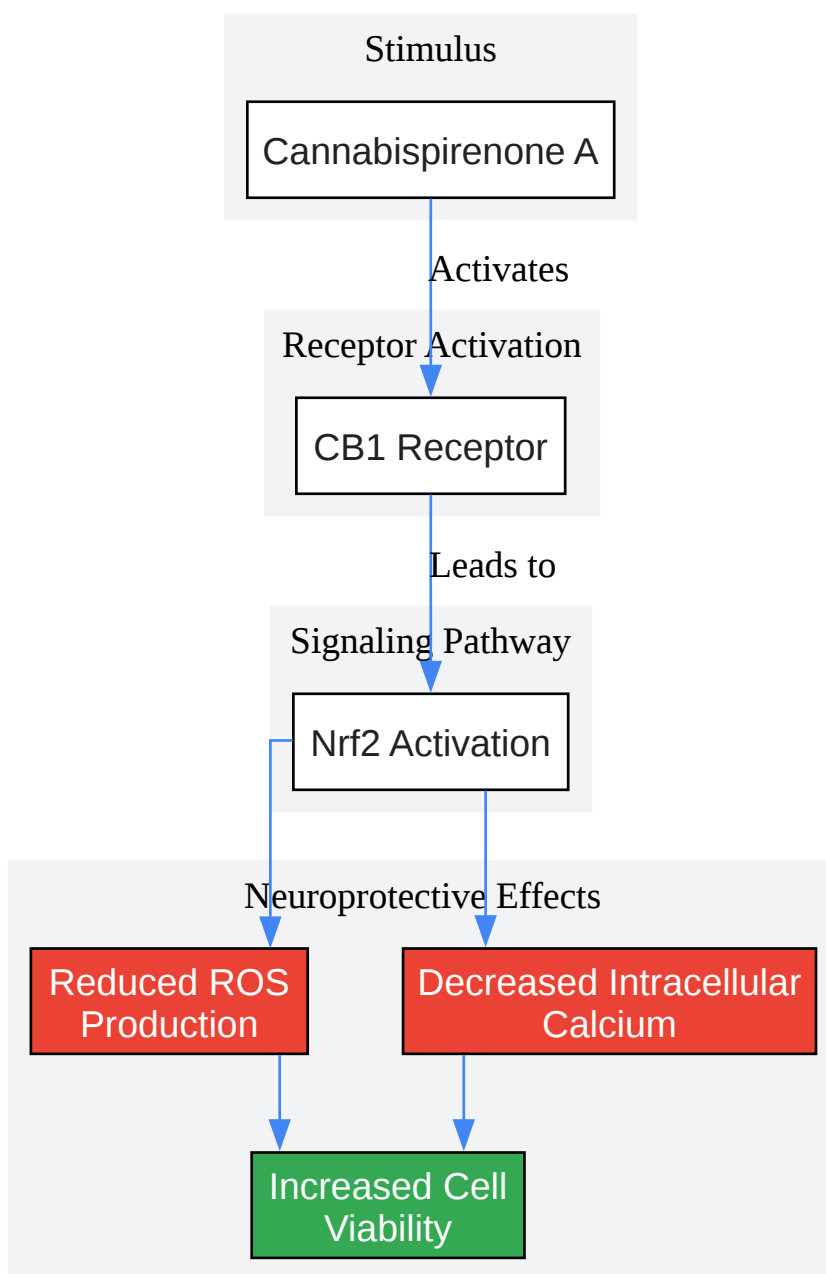 Stimulus
Cannabispirenone A
Activates
Receptor Activation
CB1 Receptor
Leads to
Signaling Pathway
Nrf2 Activation
Neuroprotective Effects
Reduced ROS
Production
Decreased Intracellular
Calcium
Increased Cell
Viability